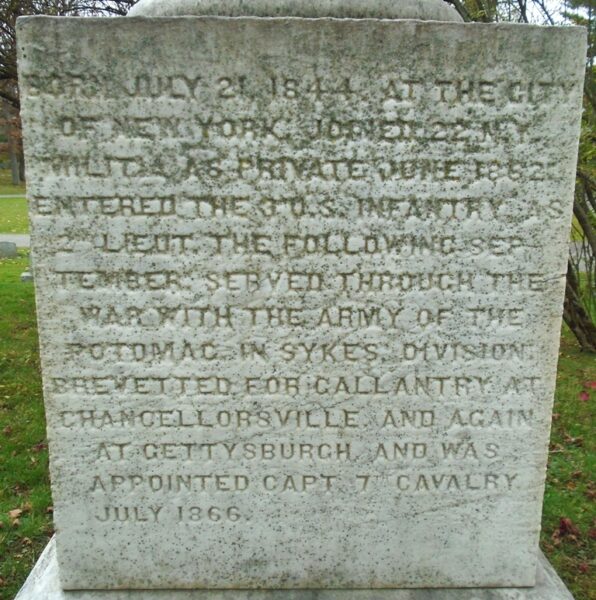 BORN JULY 21, 1844, AT THE CITY
OF NEW YORK, JOINED 22 N.Y.
MILITIA AS PRIVATE JUNE 1862.
ENTERED THE 3 U.S. INFANTRY AS
2ᴰ LIEUT. THE FOLLOWING SEP-
TEMBER. SERVED THROUGH THE
WAR WITH THE ARMY OF THE
POTOMAC, IN SYKES, DIVISION,
BREVETTED FOR GALLANTRY AT
CHANCELLORSVILLE, AND AGAIN
AT GETTYSBURGH, AND WAS
APPOINTED CAPT. 7ᵀᴴ CAVALRY
JULY 1866.